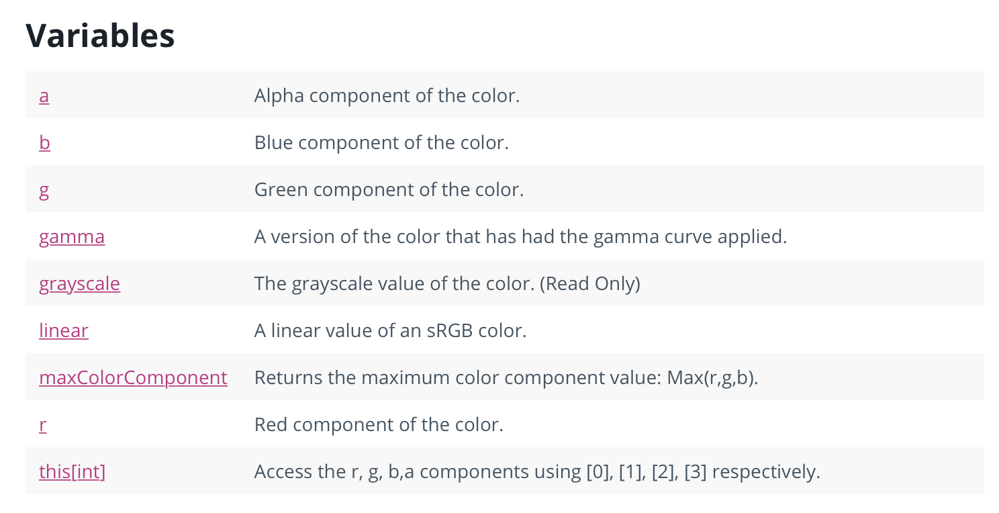 Variables
a Alpha component of the color.
b Blue component of the color.
g Green component of the color.
gamma A version of the color that has had the gamma curve applied.
grayscale The grayscale value of the color. (Read Only)
linear A linear value of an sRGB color.
maxColorComponent Returns the maximum color component value: Max(r,g,b).
r Red component of the color.
this[int] Access the r, g, b,a components using [0], [1], [2], [3] respectively.